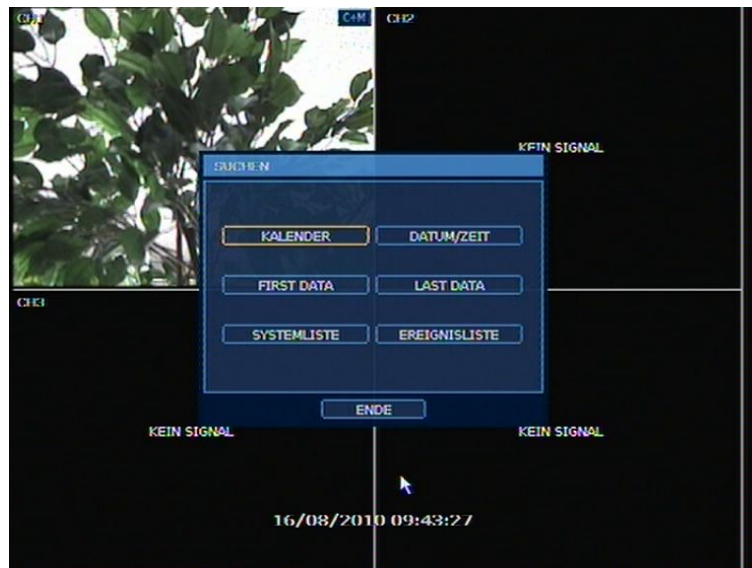 CH1 C+M CH2
KEIN SIGNAL
SUCHEN
KALENDER DATUM/ZEIT
FIRST DATA LAST DATA
CH3
SYSTEMLISTE EREIGNISLISTE
ENDE
KEIN SIGNAL KEIN SIGNAL
16/08/2010 09:43:27